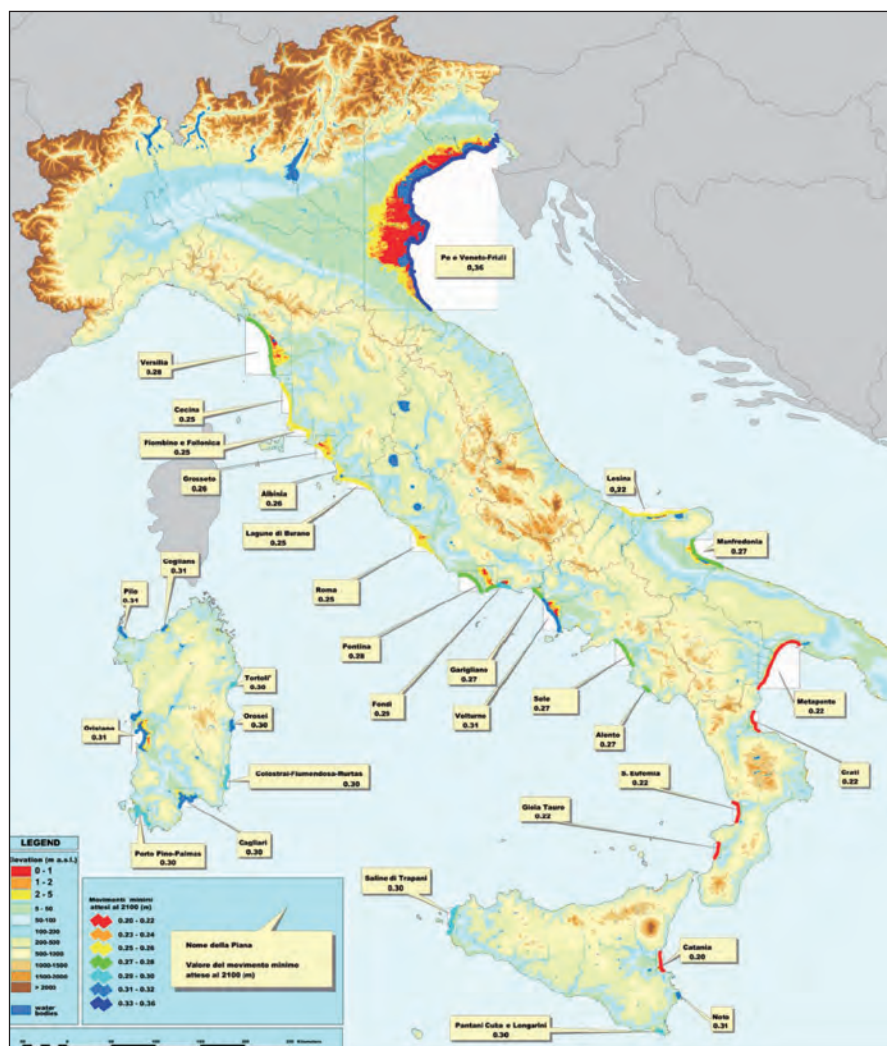 Po e Veneto-Friuli
0,36
Versilia
0.28
Cecina
0.25
Fiombino e Follonica
0.25
Grosseto
0.26
Albinia
0.26
Lagune di Burano
0.25
Roma
0.25
Pontina
0.28
Fondi
0.29
Garigliano
0.27
Volturno
0.31
Sele
0.27
Alento
0.27
Lesina
0,22
Manfredonia
0.27
Metaponto
0.22
Crati
0.22
S. Eufemia
0.22
Gioia Tauro
0.22
Coglians
0.31
Pilo
0.31
Tortoli'
0.30
Orosei
0.30
Oristano
0.31
Colostrai-Flumendosa-Murtas
0.30
Cagliari
0.30
Porto Pino-Palmas
0.30
Saline di Trapani
0.30
Catania
0.20
Noto
0.31
Pantani Cuba e Longarini
0.30
LEGEND
Elevation (m a.s.l.)
0 - 1
1 - 2
2 - 5
5 - 50
50-100
100-200
200-500
500-1000
1000-1500
1500-2000
> 2000
water
bodies
Movimento minimi
attesi al 2100 (m)
0.20 - 0.22
0.23 - 0.24
0.25 - 0.26
0.27 - 0.28
0.29 - 0.30
0.31 - 0.32
0.33 - 0.36
Nome della Piana
Valore del movimento minimo
attese al 2100 (m)